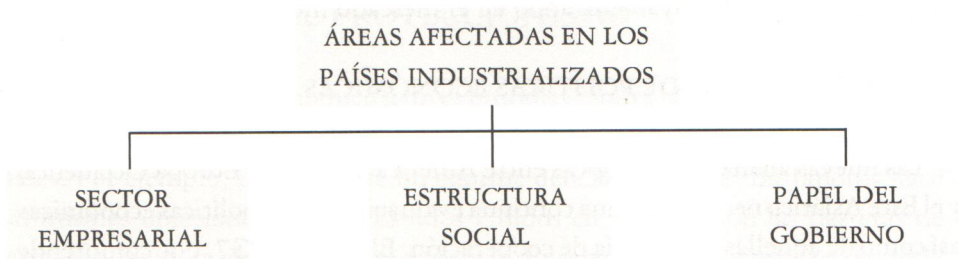 ÁREAS AFECTADAS EN LOS
PAÍSES INDUSTRIALIZADOS
SECTOR
EMPRESARIAL
ESTRUCTURA
SOCIAL
PAPEL DEL
GOBIERNO